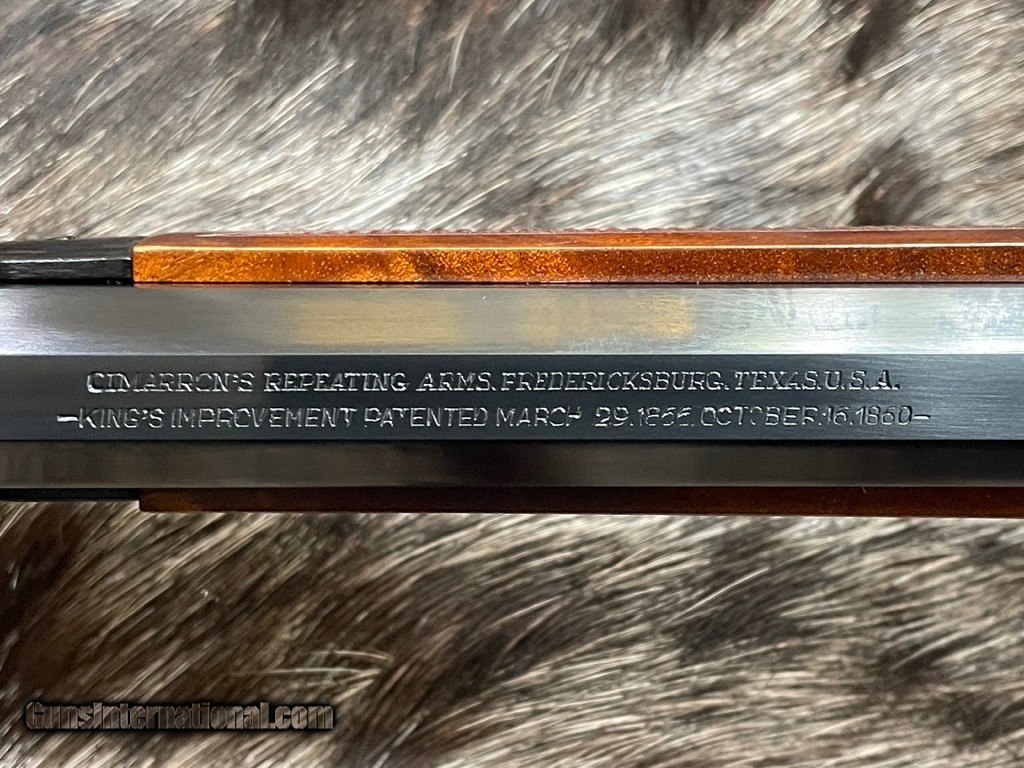 CIMARRON'S REPEATING ARMS. FREDERICKSBURG. TEXAS. U.S.A.
–KING'S IMPROVEMENT PATENTED MARCH 29.1866. OCTOBER.16.1860–
GunsInternational.com